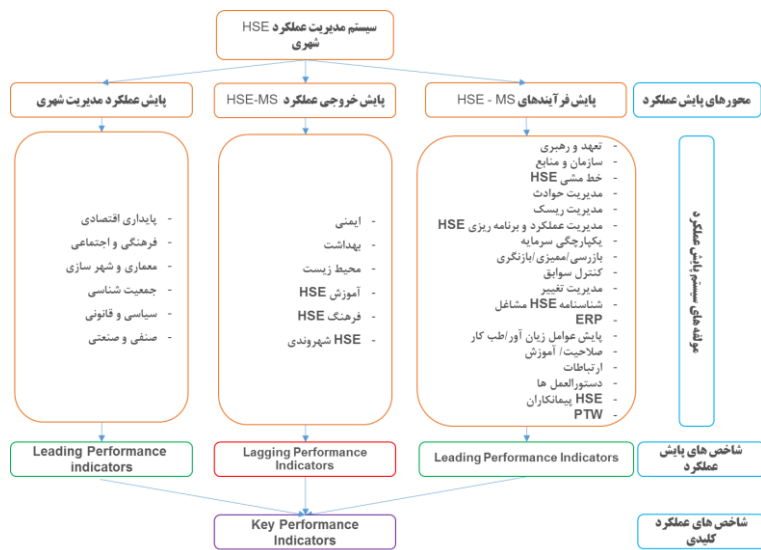 سیستم مدیریت عملکرد HSE
شهری
محورهای پایش عملکرد
پایش فرآیندهای HSE - MS
پایش خروجی عملکرد HSE-MS
پایش عملکرد مدیریت شهری
مولفه های سیستم پایش عملکرد
- تعهد و رهبری
- سازمان و منابع
- خط مشی HSE
- مدیریت حوادث
- مدیریت ریسک
- مدیریت عملکرد و برنامه ریزی HSE
- یکپارچگی سرمایه
- بازرسی/ممیزی/بازنگری
- کنترل سوابق
- مدیریت تغییر
- شناسنامه HSE مشاغل
- ERP
- پایش عوامل زیان آور/طب کار
- صلاحیت/ آموزش
- ارتباطات
- دستورالعمل ها
- HSE پیمانکاران
- PTW
- ایمنی
- بهداشت
- محیط زیست
- آموزش HSE
- فرهنگ HSE
- HSE شهروندی
- پایداری اقتصادی
- فرهنگی و اجتماعی
- معماری و شهر سازی
- جمعیت شناسی
- سیاسی و قانونی
- صنفی و صنعتی
شاخص های پایش
عملکرد
Leading Performance Indicators
Lagging Performance
Indicators
Leading Performance
indicators
شاخص های عملکرد
کلیدی
Key Performance
Indicators